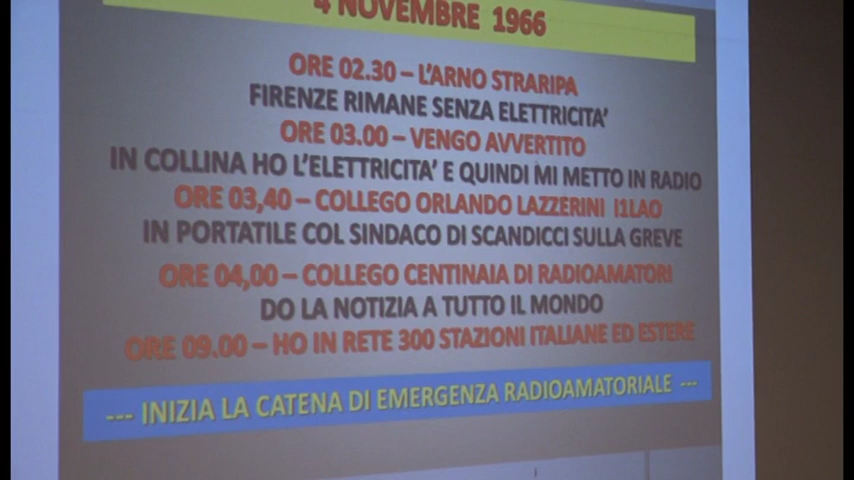 4 NOVEMBRE 1966
ORE 02.30 – L'ARNO STRARIPA
FIRENZE RIMANE SENZA ELETTRICITA'
ORE 03.00 – VENGO AVVERTITO
IN COLLINA HO L'ELETTRICITA' E QUINDI MI METTO IN RADIO
ORE 03,40 – COLLEGO ORLANDO LAZZERINI I1LAO
IN PORTATILE COL SINDACO DI SCANDICCI SULLA GREVE
ORE 04,00 – COLLEGO CENTINAIA DI RADIOAMATORI
DO LA NOTIZIA A TUTTO IL MONDO
ORE 09.00 – HO IN RETE 300 STAZIONI ITALIANE ED ESTERE
--- INIZIA LA CATENA DI EMERGENZA RADIOAMATORIALE ---